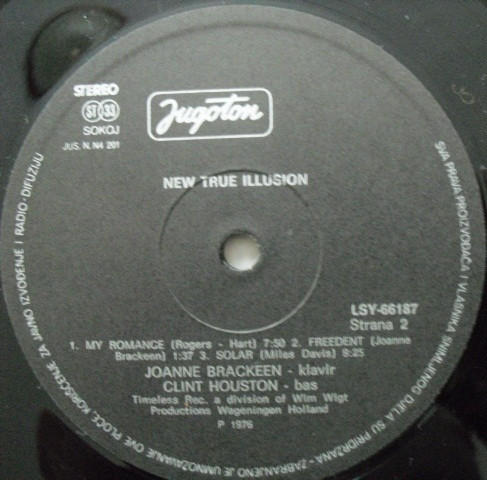 STEREO
ST 33
SOKOJ
JUS. N. N4 201
Jugoton
NEW TRUE ILLUSION
LSY-66187
Strana 2
1. MY ROMANCE (Rogers - Hart) 7:50 2. FREEDENT (Joanne
Brackeen) 1:37 3. SOLAR (Miles Davis) 8:25
JOANNE BRACKEEN - klavir
CLINT HOUSTON - bas
Timeless Rec. a division of Wim Wigt
Productions Wageningen Holland
P 1976
SVA PRAVA PROIZVOĐAČA I VLASNIKA SNIMLJENOG DJELA SU PRIDRŽANA - ZABRANJENO JE UMNOŽAVANJE OVE PLOČE, KORIŠĆENJE ZA JAVNO IZVOĐENJE I RADIO-DIFUZIJU